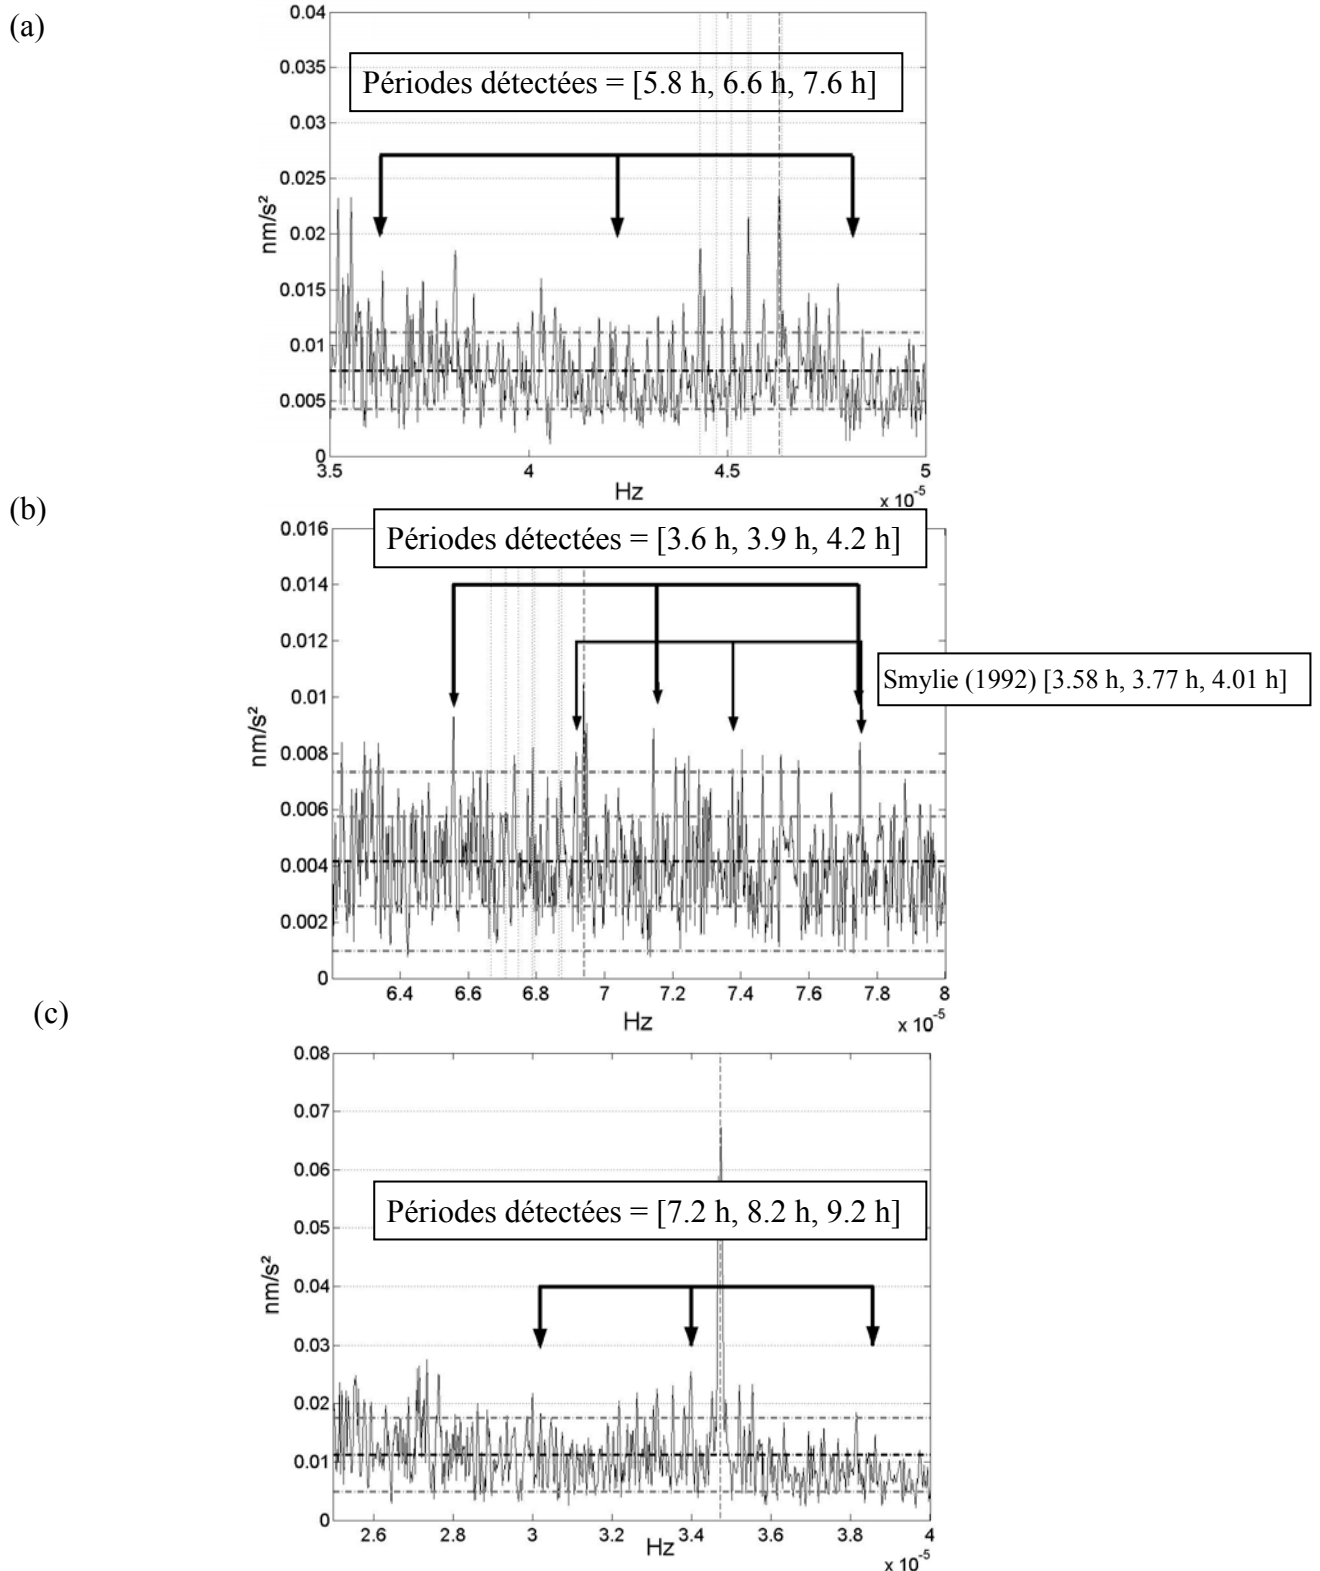 (a)
0.04
0.035
Périodes détectées = [5.8 h, 6.6 h, 7.6 h]
0.03
0.025
0.02
0.015
0.01
0.005
0
nm/s²
3.5 4 4.5 5
Hz
x 10-5
(b)
0.016
Périodes détectées = [3.6 h, 3.9 h, 4.2 h]
0.014
0.012
Smylie (1992) [3.58 h, 3.77 h, 4.01 h]
0.01
0.008
0.006
0.004
0.002
0
nm/s²
6.4 6.6 6.8 7 7.2 7.4 7.6 7.8 8
Hz
x 10-5
(c)
0.08
0.07
0.06
Périodes détectées = [7.2 h, 8.2 h, 9.2 h]
0.05
0.04
0.03
0.02
0.01
0
nm/s²
2.6 2.8 3 3.2 3.4 3.6 3.8 4
Hz
x 10-5